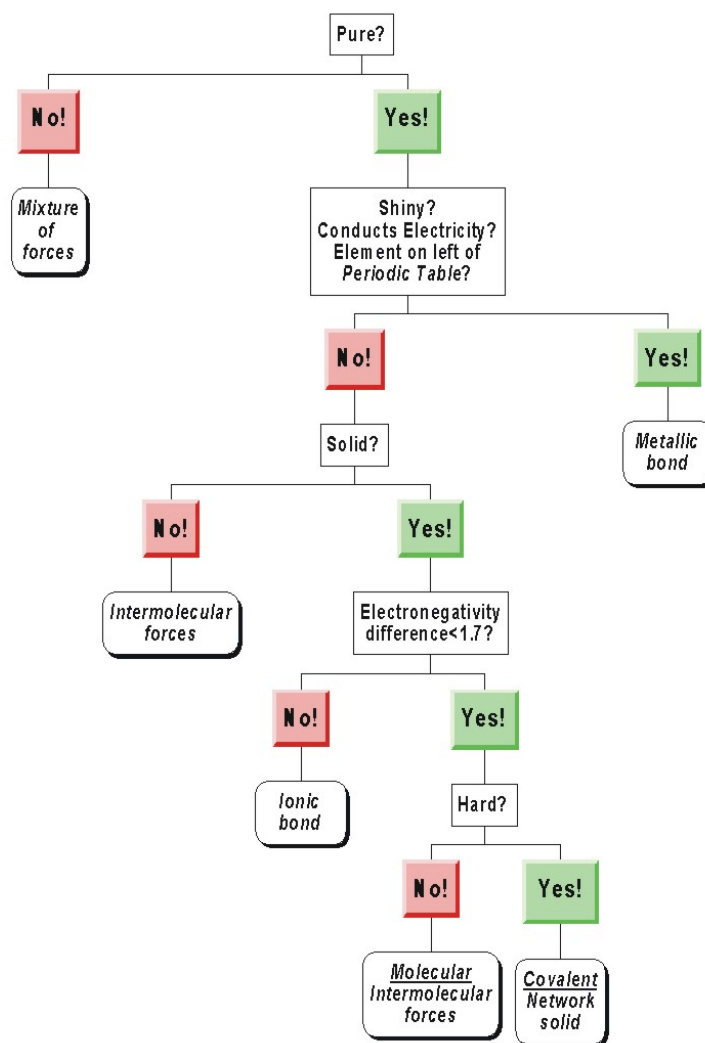 Pure?
No!
Yes!
Mixture
of
forces
Shiny?
Conducts Electricity?
Element on left of
Periodic Table?
No!
Yes!
Solid?
Metallic
bond
No!
Yes!
Intermolecular
forces
Electronegativity
difference<1.7?
No!
Yes!
Ionic
bond
Hard?
No!
Yes!
Molecular
Intermolecular
forces
Covalent
Network
solid